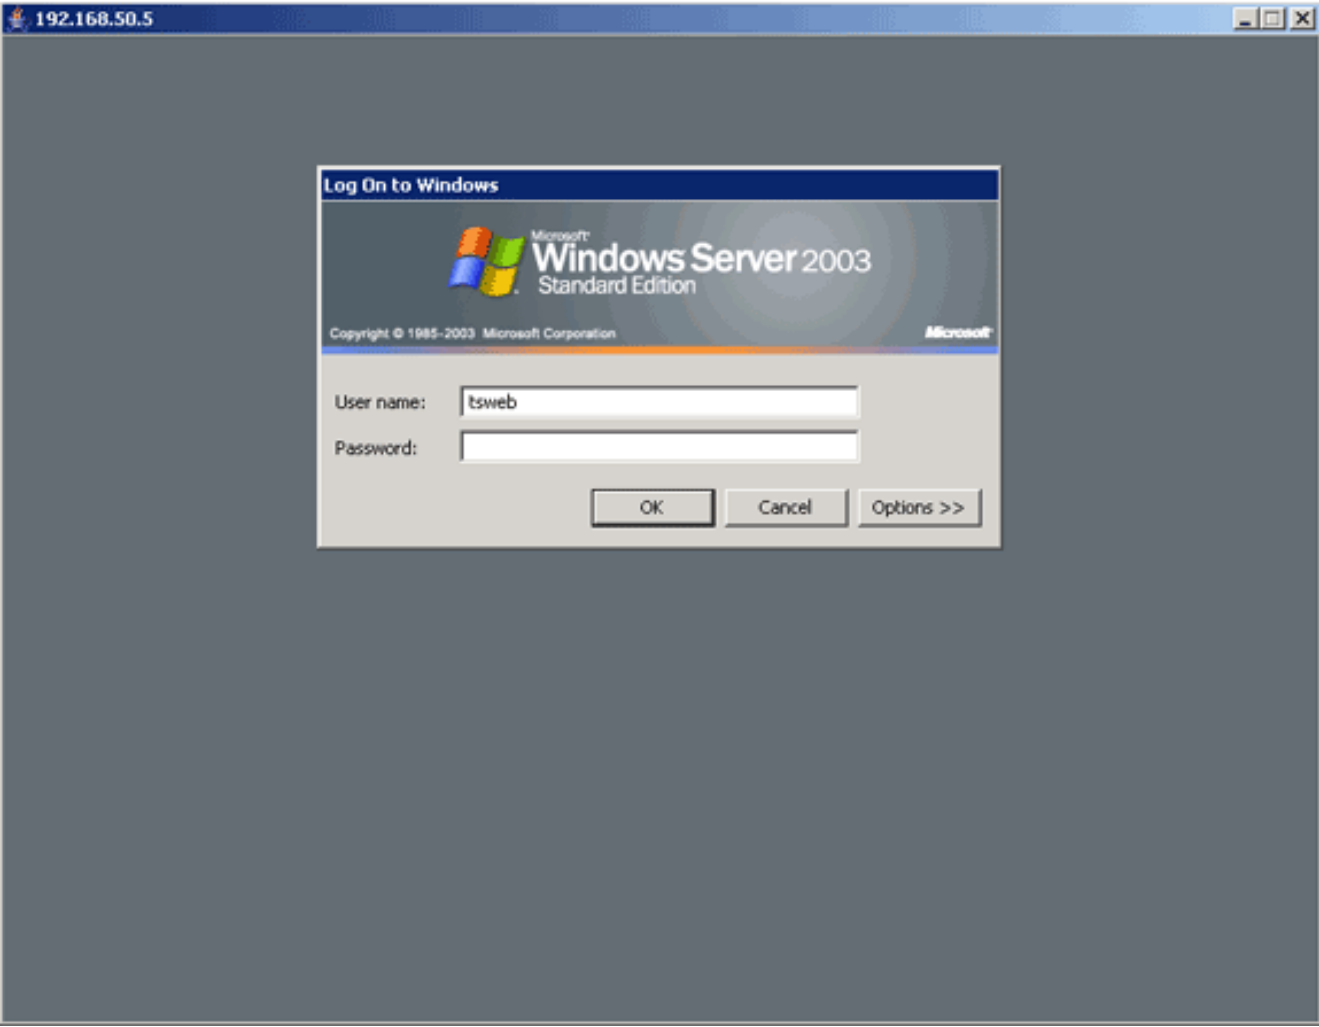 192.168.50.5
Log On to Windows
Microsoft
Windows Server 2003
Standard Edition
Copyright © 1985-2003 Microsoft Corporation
Microsoft
User name: tsweb
Password:
OK Cancel Options >>